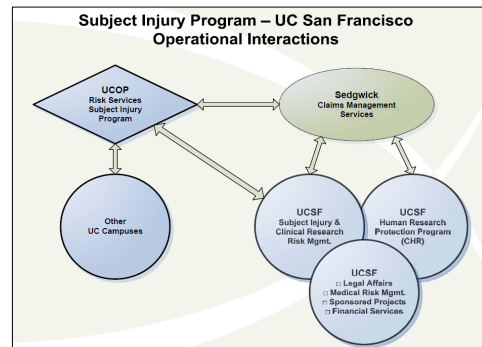 Subject Injury Program – UC San Francisco
Operational Interactions
UCOP
Risk Services
Subject Injury
Program
Sedgwick
Claims Management
Services
Other
UC Campuses
UCSF
Subject Injury &
Clinical Research
Risk Mgmt.
UCSF
Human Research
Protection Program
(CHR)
UCSF
□ Legal Affairs
□ Medical Risk Mgmt.
□ Sponsored Projects
□ Financial Services